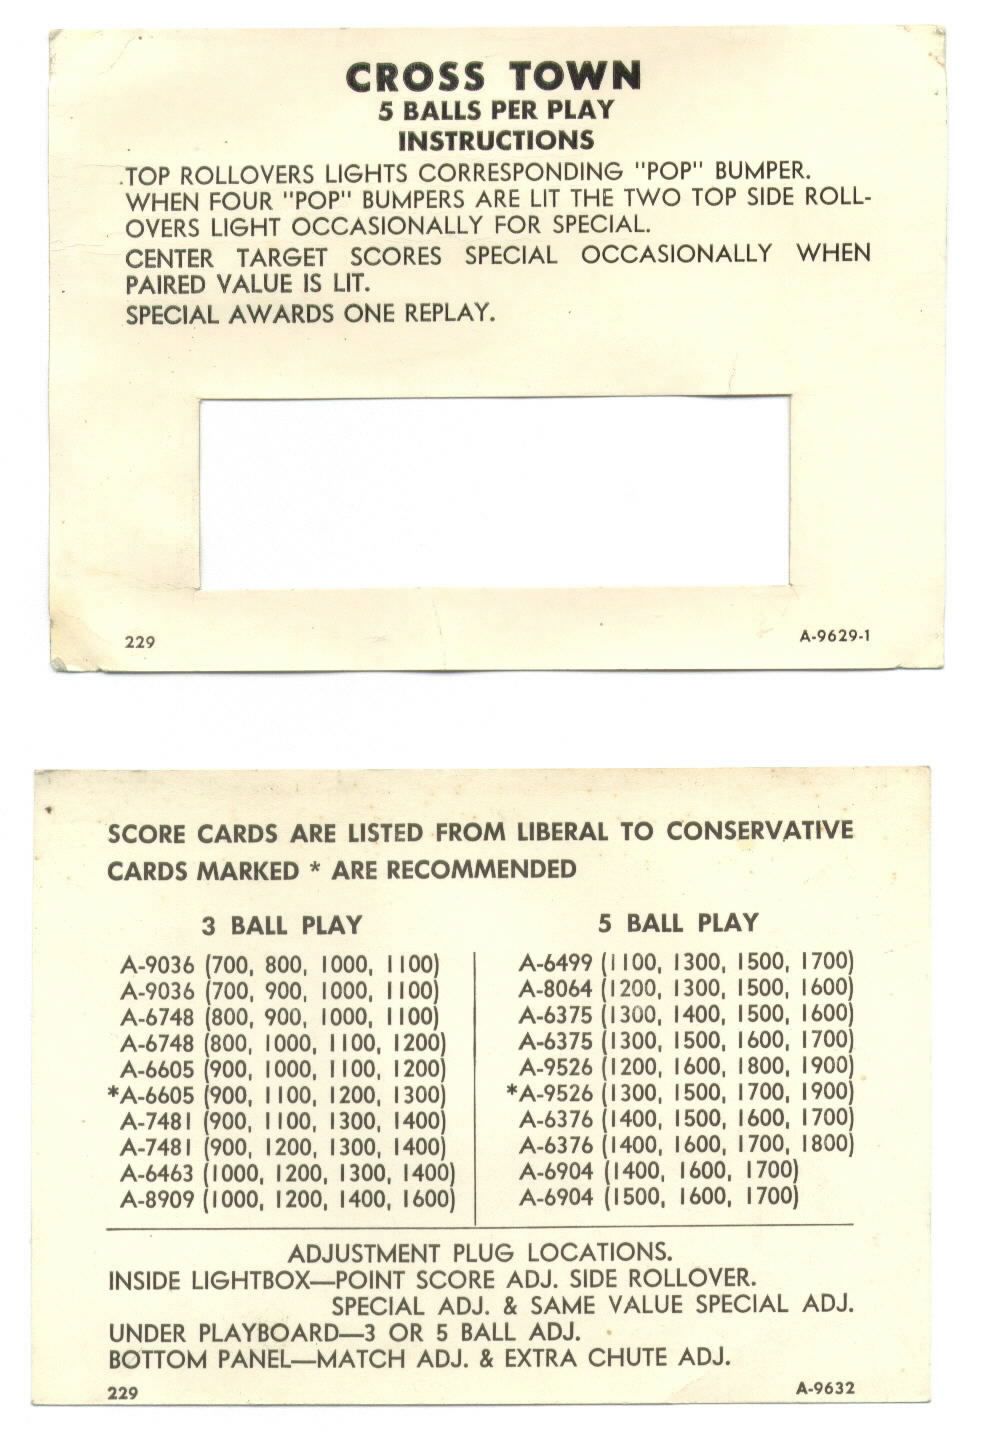 CROSS TOWN
5 BALLS PER PLAY
INSTRUCTIONS
TOP ROLLOVERS LIGHTS CORRESPONDING "POP" BUMPER.
WHEN FOUR "POP" BUMPERS ARE LIT THE TWO TOP SIDE ROLL-
OVERS LIGHT OCCASIONALLY FOR SPECIAL.
CENTER TARGET SCORES SPECIAL OCCASIONALLY WHEN
PAIRED VALUE IS LIT.
SPECIAL AWARDS ONE REPLAY.
229 A-9629-1
SCORE CARDS ARE LISTED FROM LIBERAL TO CONSERVATIVE
CARDS MARKED * ARE RECOMMENDED
3 BALL PLAY
A-9036 (700, 800, 1000, 1100)
A-9036 (700, 900, 1000, 1100)
A-6748 (800, 900, 1000, 1100)
A-6748 (800, 1000, 1100, 1200)
A-6605 (900, 1000, 1100, 1200)
*A-6605 (900, 1100, 1200, 1300)
A-7481 (900, 1100, 1300, 1400)
A-7481 (900, 1200, 1300, 1400)
A-6463 (1000, 1200, 1300, 1400)
A-8909 (1000, 1200, 1400, 1600)
5 BALL PLAY
A-6499 (1100, 1300, 1500, 1700)
A-8064 (1200, 1300, 1500, 1600)
A-6375 (1300, 1400, 1500, 1600)
A-6375 (1300, 1500, 1600, 1700)
A-9526 (1200, 1600, 1800, 1900)
*A-9526 (1300, 1500, 1700, 1900)
A-6376 (1400, 1500, 1600, 1700)
A-6376 (1400, 1600, 1700, 1800)
A-6904 (1400, 1600, 1700)
A-6904 (1500, 1600, 1700)
ADJUSTMENT PLUG LOCATIONS.
INSIDE LIGHTBOX—POINT SCORE ADJ. SIDE ROLLOVER.
SPECIAL ADJ. & SAME VALUE SPECIAL ADJ.
UNDER PLAYBOARD—3 OR 5 BALL ADJ.
BOTTOM PANEL—MATCH ADJ. & EXTRA CHUTE ADJ.
229 A-9632